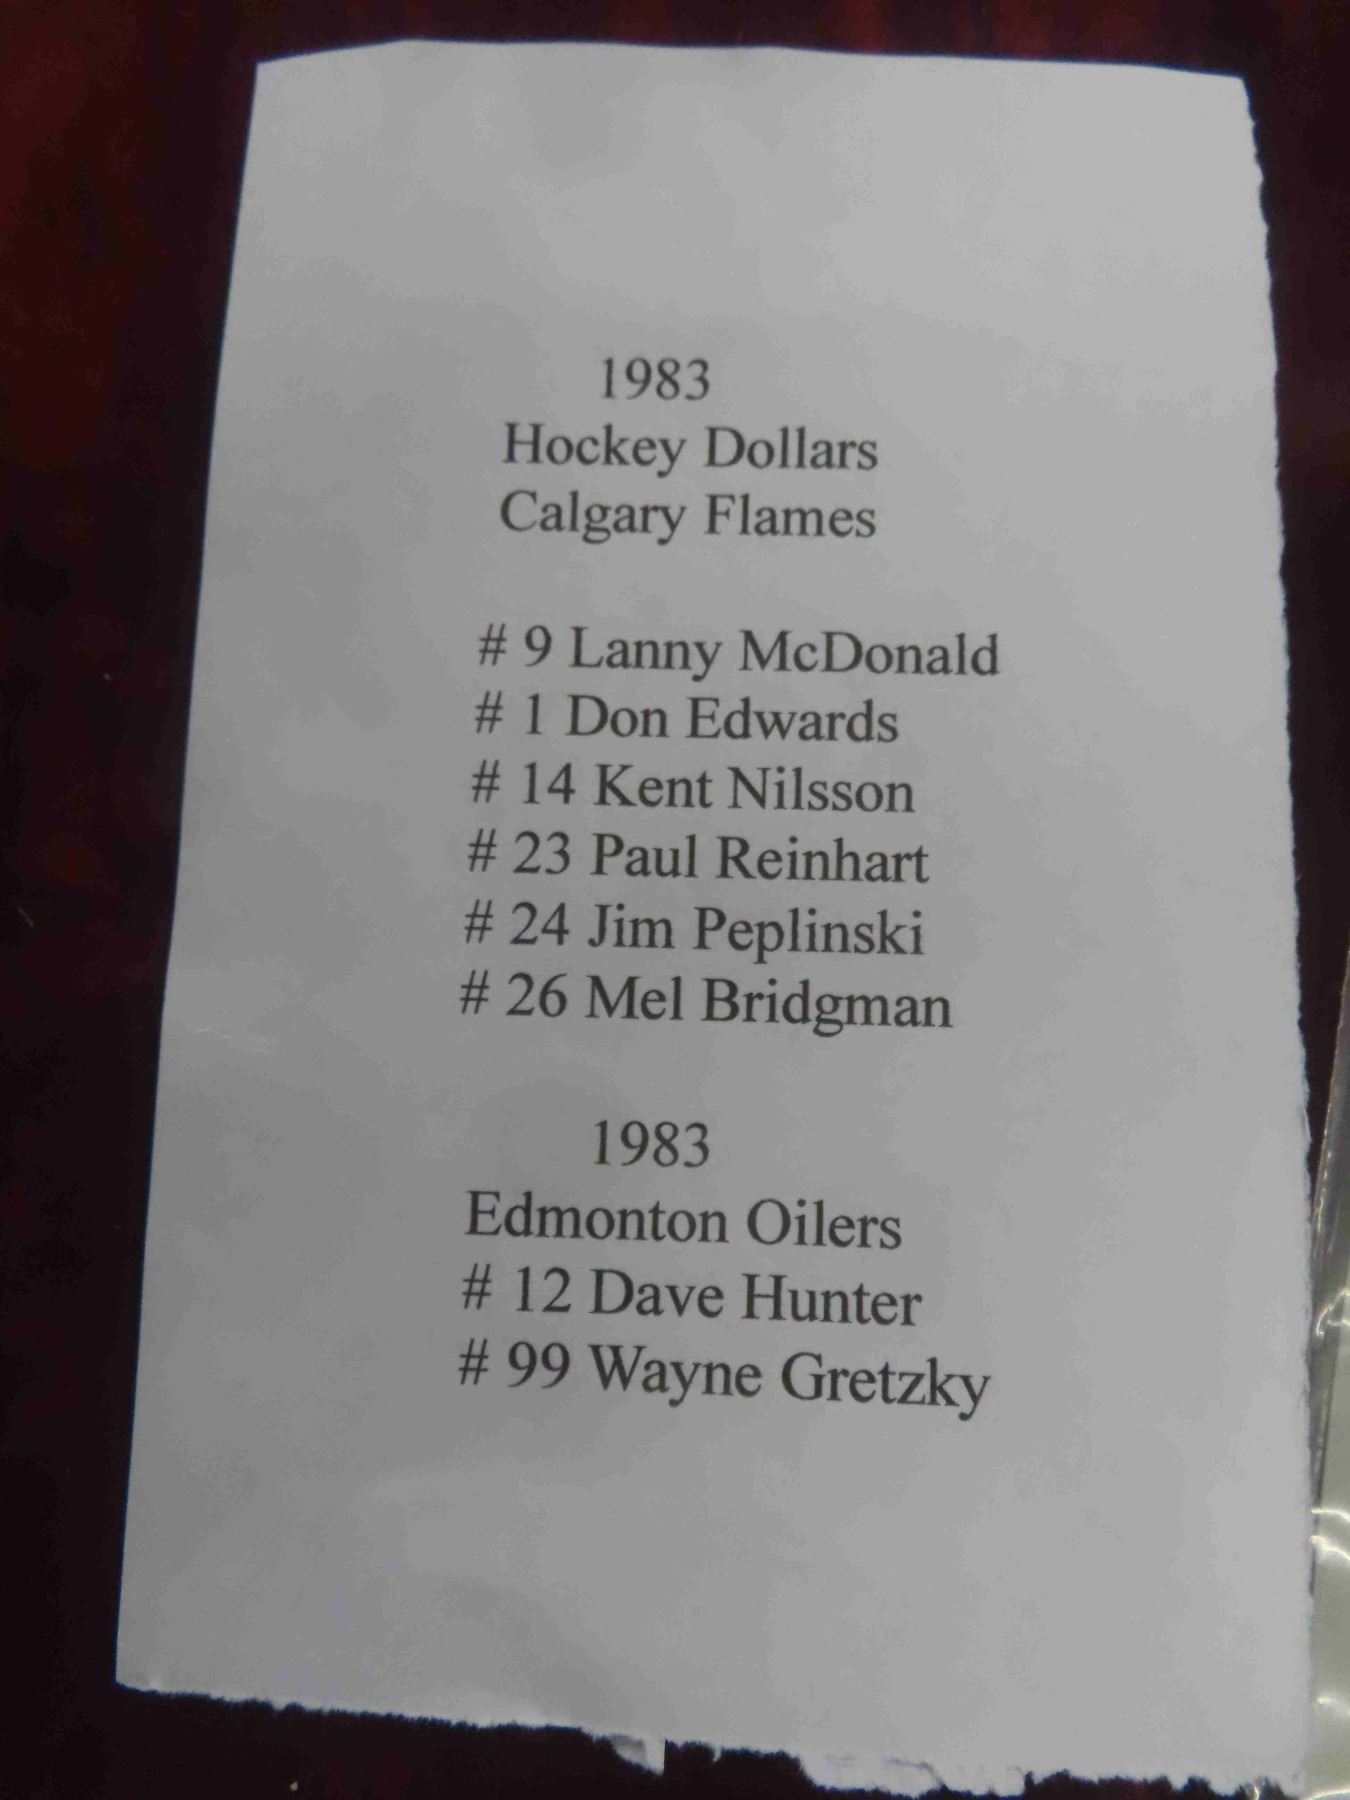 1983
Hockey Dollars
Calgary Flames
# 9 Lanny McDonald
# 1 Don Edwards
# 14 Kent Nilsson
# 23 Paul Reinhart
# 24 Jim Peplinski
# 26 Mel Bridgman
1983
Edmonton Oilers
# 12 Dave Hunter
# 99 Wayne Gretzky